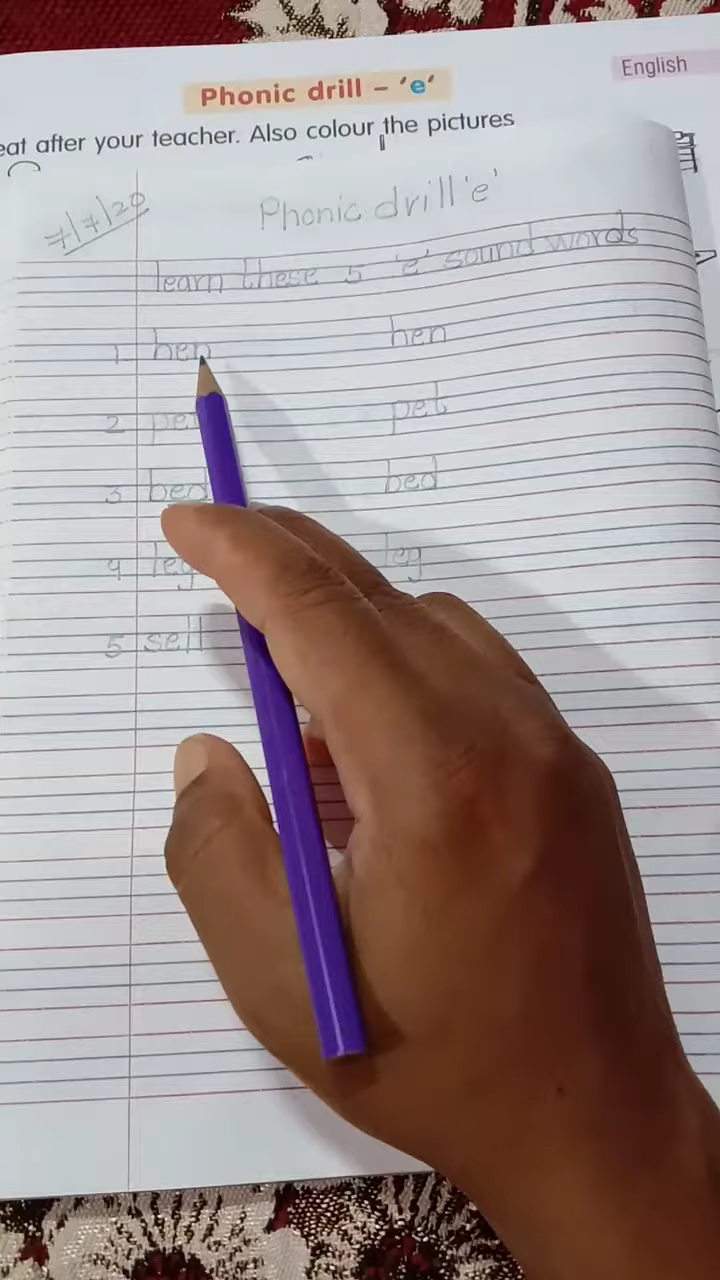 English
Phonic drill – 'e'
eat after your teacher. Also colour the pictures
7/7/20
Phonic drill 'e'
learn these 5 'e' sound words
1 hen hen
2 pet
3 bed bed
4 leg leg
5 sell